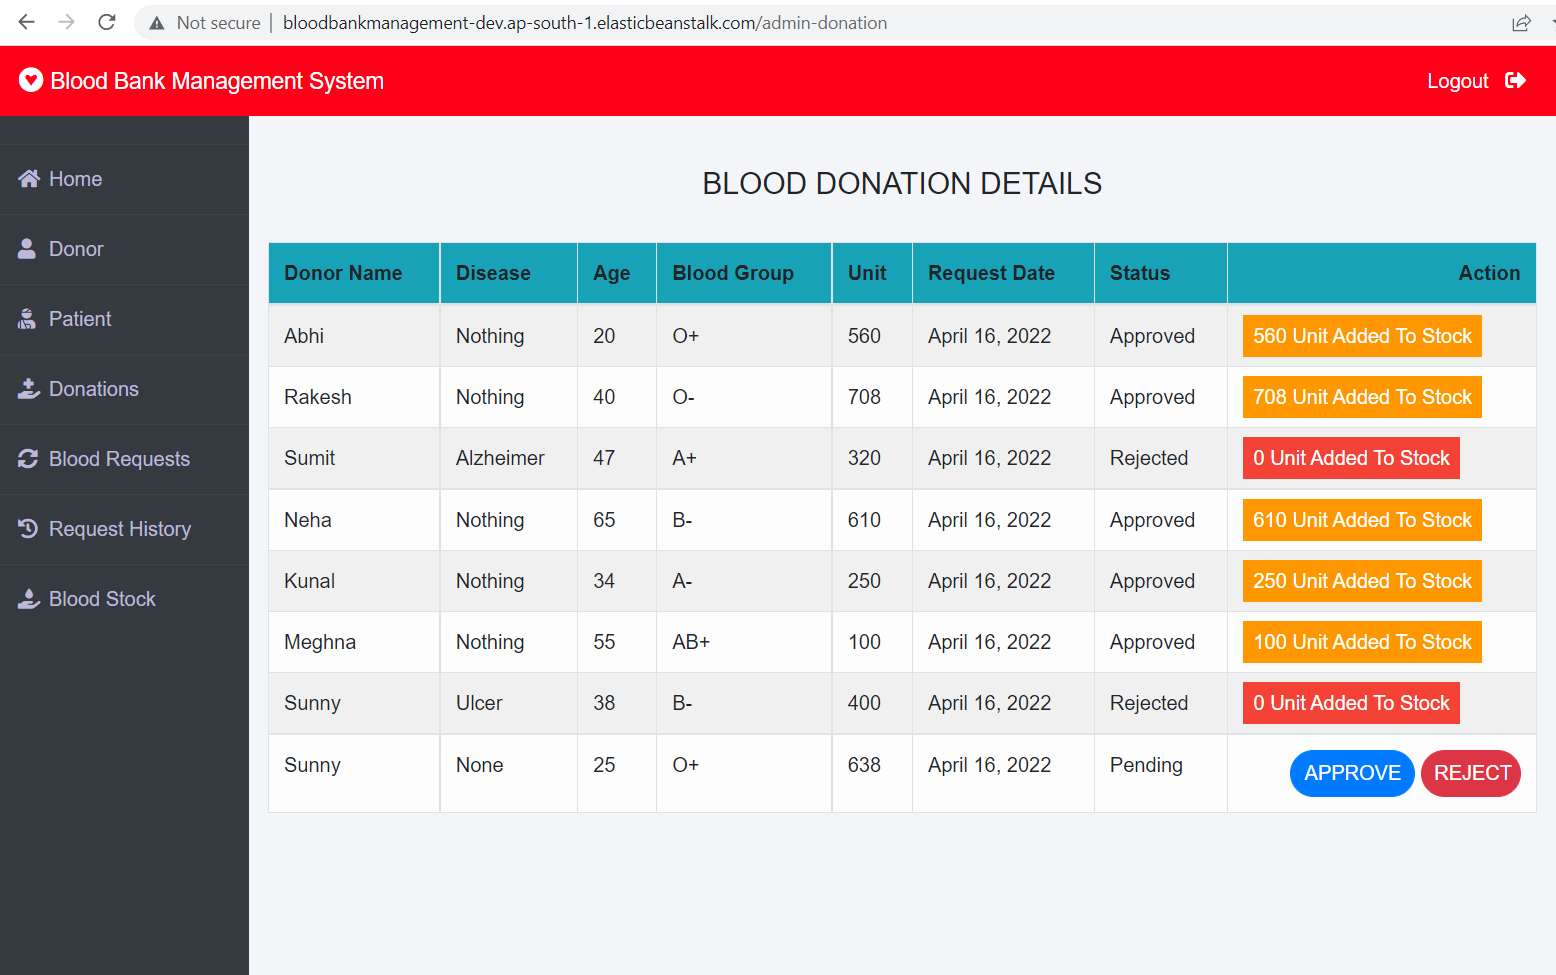 Not secure | bloodbankmanagement-dev.ap-south-1.elasticbeanstalk.com/admin-donation
Blood Bank Management System
Logout
Home
Donor
Patient
Donations
Blood Requests
Request History
Blood Stock
BLOOD DONATION DETAILS
Donor Name Disease Age Blood Group Unit Request Date Status Action
Abhi Nothing 20 O+ 560 April 16, 2022 Approved 560 Unit Added To Stock
Rakesh Nothing 40 O- 708 April 16, 2022 Approved 708 Unit Added To Stock
Sumit Alzheimer 47 A+ 320 April 16, 2022 Rejected 0 Unit Added To Stock
Neha Nothing 65 B- 610 April 16, 2022 Approved 610 Unit Added To Stock
Kunal Nothing 34 A- 250 April 16, 2022 Approved 250 Unit Added To Stock
Meghna Nothing 55 AB+ 100 April 16, 2022 Approved 100 Unit Added To Stock
Sunny Ulcer 38 B- 400 April 16, 2022 Rejected 0 Unit Added To Stock
Sunny None 25 O+ 638 April 16, 2022 Pending APPROVE REJECT